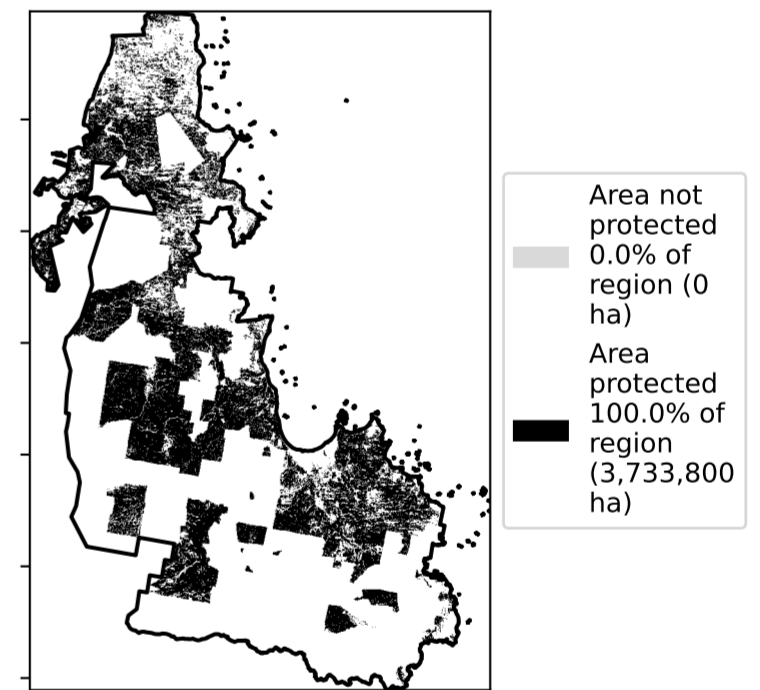 Area not
protected
0.0% of
region (0
ha)
Area
protected
100.0% of
region
(3,733,800
ha)